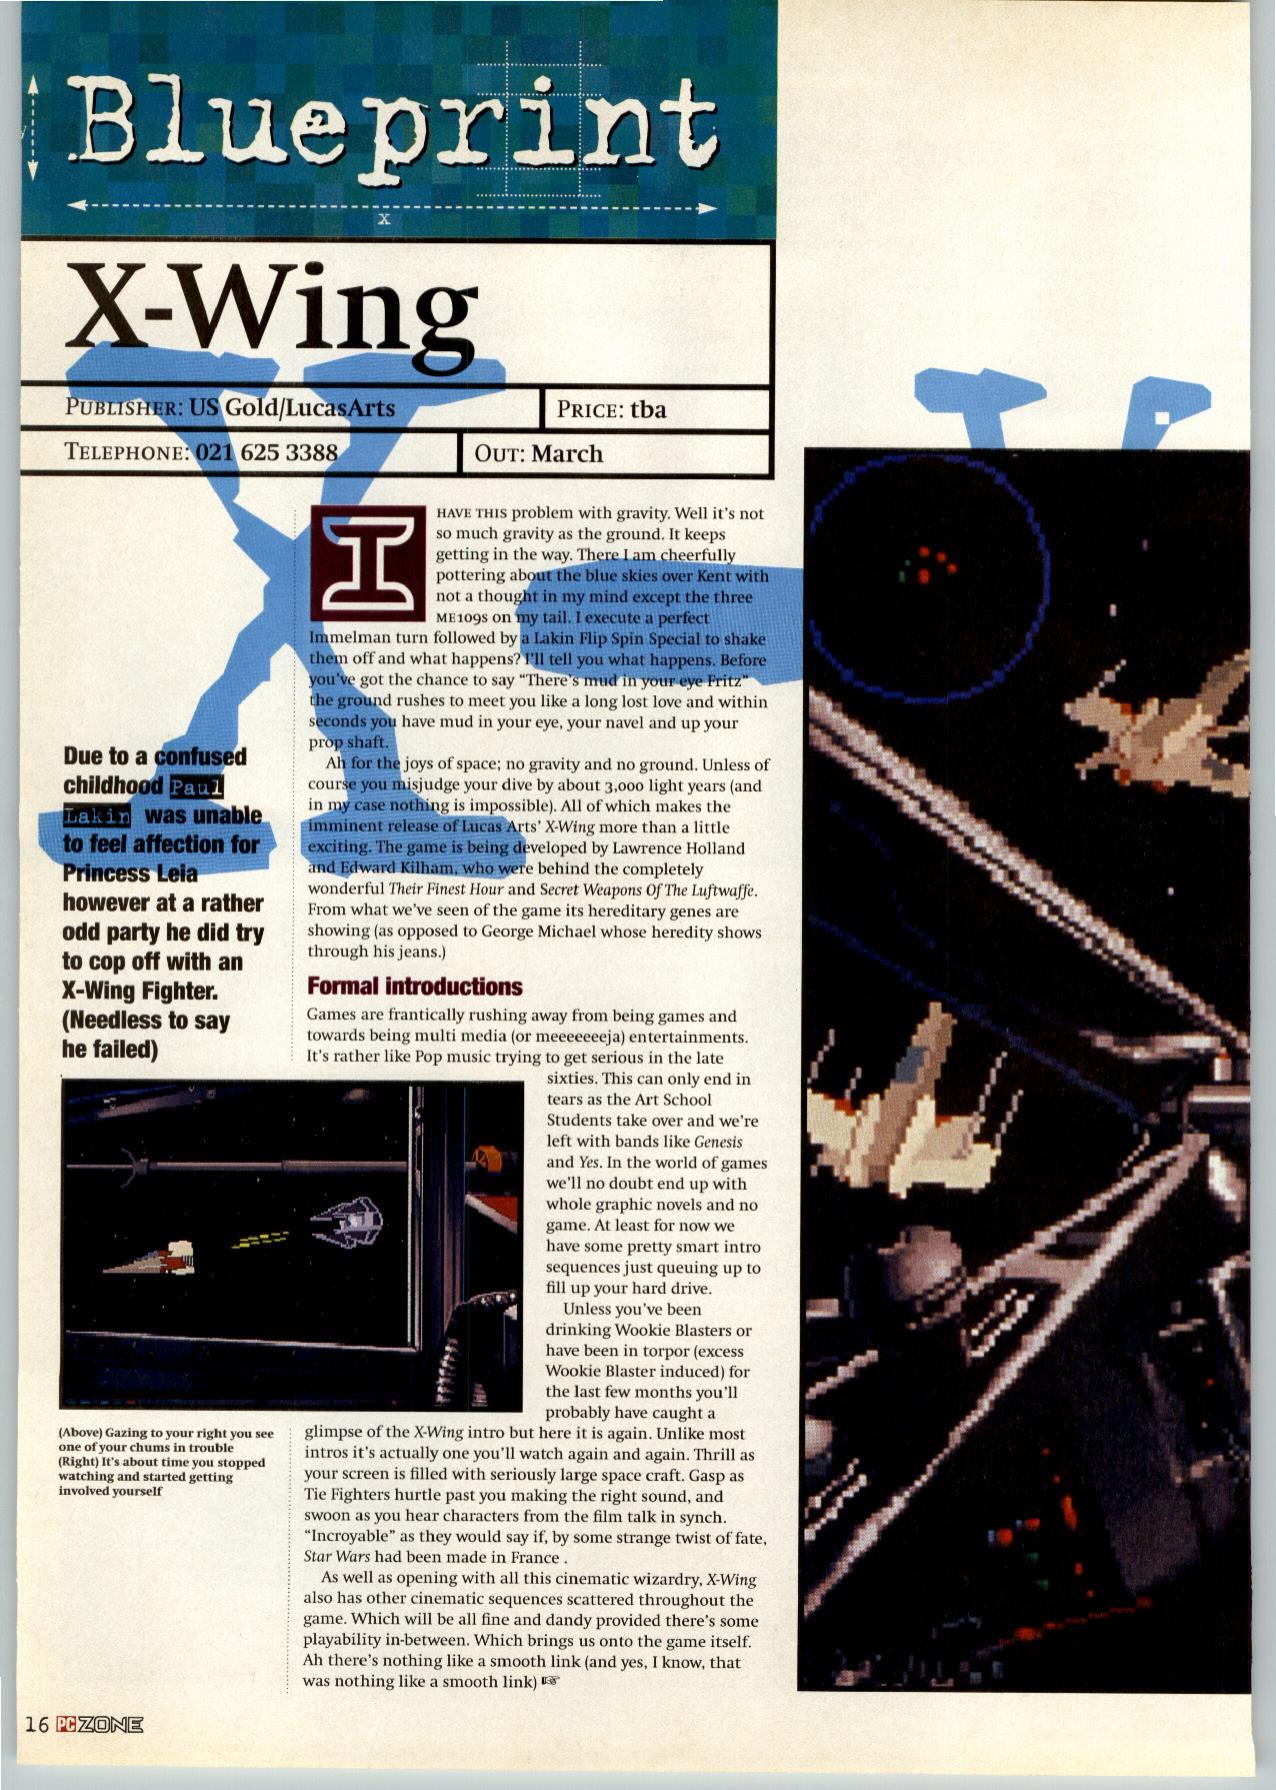 Blueprint
y
x
X-Wing
PUBLISHER: US Gold/LucasArts
PRICE: tba
TELEPHONE: 021 625 3388
OUT: March
Due to a confused
childhood Paul
Lakin was unable
to feel affection for
Princess Leia
however at a rather
odd party he did try
to cop off with an
X-Wing Fighter.
(Needless to say
he failed)
I HAVE THIS problem with gravity. Well it's not
so much gravity as the ground. It keeps
getting in the way. There I am cheerfully
pottering about the blue skies over Kent with
not a thought in my mind except the three
ME109S on my tail. I execute a perfect
Immelman turn followed by a Lakin Flip Spin Special to shake
them off and what happens? I'll tell you what happens. Before
you've got the chance to say "There's mud in your eye Fritz"
the ground rushes to meet you like a long lost love and within
seconds you have mud in your eye, your navel and up your
prop shaft.
Ah for the joys of space; no gravity and no ground. Unless of
course you misjudge your dive by about 3,000 light years (and
in my case nothing is impossible). All of which makes the
imminent release of Lucas Arts' X-Wing more than a little
exciting. The game is being developed by Lawrence Holland
and Edward Kilham, who were behind the completely
wonderful Their Finest Hour and Secret Weapons Of The Luftwaffe.
From what we've seen of the game its hereditary genes are
showing (as opposed to George Michael whose heredity shows
through his jeans.)
Formal introductions
Games are frantically rushing away from being games and
towards being multi media (or meeeeeeja) entertainments.
It's rather like Pop music trying to get serious in the late
sixties. This can only end in
tears as the Art School
Students take over and we're
left with bands like Genesis
and Yes. In the world of games
we'll no doubt end up with
whole graphic novels and no
game. At least for now we
have some pretty smart intro
sequences just queuing up to
fill up your hard drive.
Unless you've been
drinking Wookie Blasters or
have been in torpor (excess
Wookie Blaster induced) for
the last few months you'll
probably have caught a
glimpse of the X-Wing intro but here it is again. Unlike most
intros it's actually one you'll watch again and again. Thrill as
your screen is filled with seriously large space craft. Gasp as
Tie Fighters hurtle past you making the right sound, and
swoon as you hear characters from the film talk in synch.
"Incroyable" as they would say if, by some strange twist of fate,
Star Wars had been made in France .
As well as opening with all this cinematic wizardry, X-Wing
also has other cinematic sequences scattered throughout the
game. Which will be all fine and dandy provided there's some
playability in-between. Which brings us onto the game itself.
Ah there's nothing like a smooth link (and yes, I know, that
was nothing like a smooth link) ☞
(Above) Gazing to your right you see
one of your chums in trouble
(Right) It's about time you stopped
watching and started getting
involved yourself
16 PC ZONE